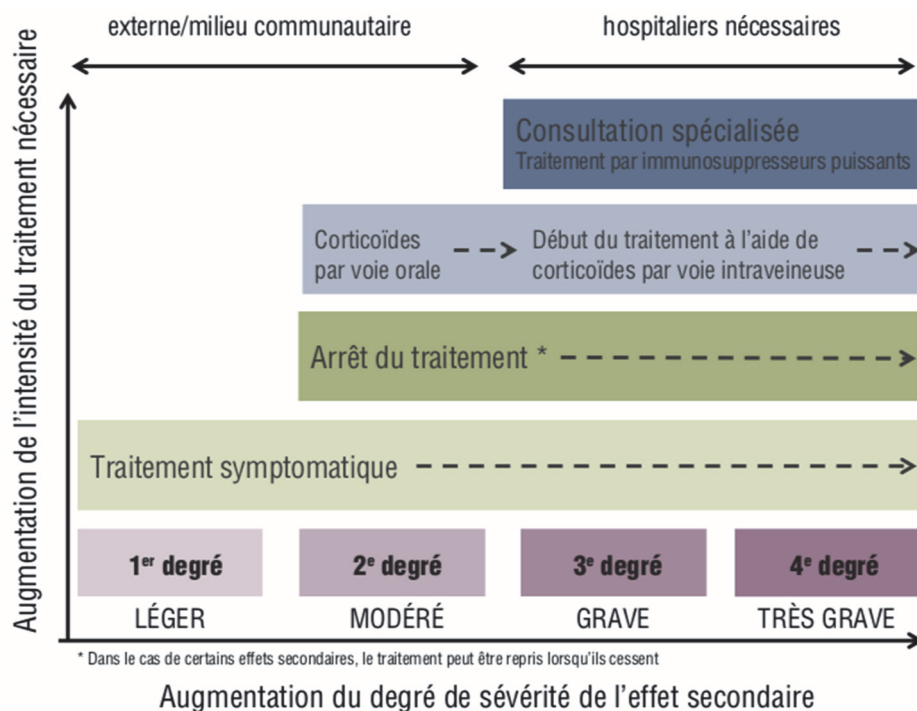 externe/milieu communautaire
hospitaliers nécessaires
Augmentation de l'intensité du traitement nécessaire
Consultation spécialisée
Traitement par immunosuppresseurs puissants
Corticoïdes
par voie orale
Début du traitement à l'aide de
corticoïdes par voie intraveineuse
Arrêt du traitement *
Traitement symptomatique
1er degré
2e degré
3e degré
4e degré
LÉGER
MODÉRÉ
GRAVE
TRÈS GRAVE
* Dans le cas de certains effets secondaires, le traitement peut être repris lorsqu'ils cessent
Augmentation du degré de sévérité de l'effet secondaire